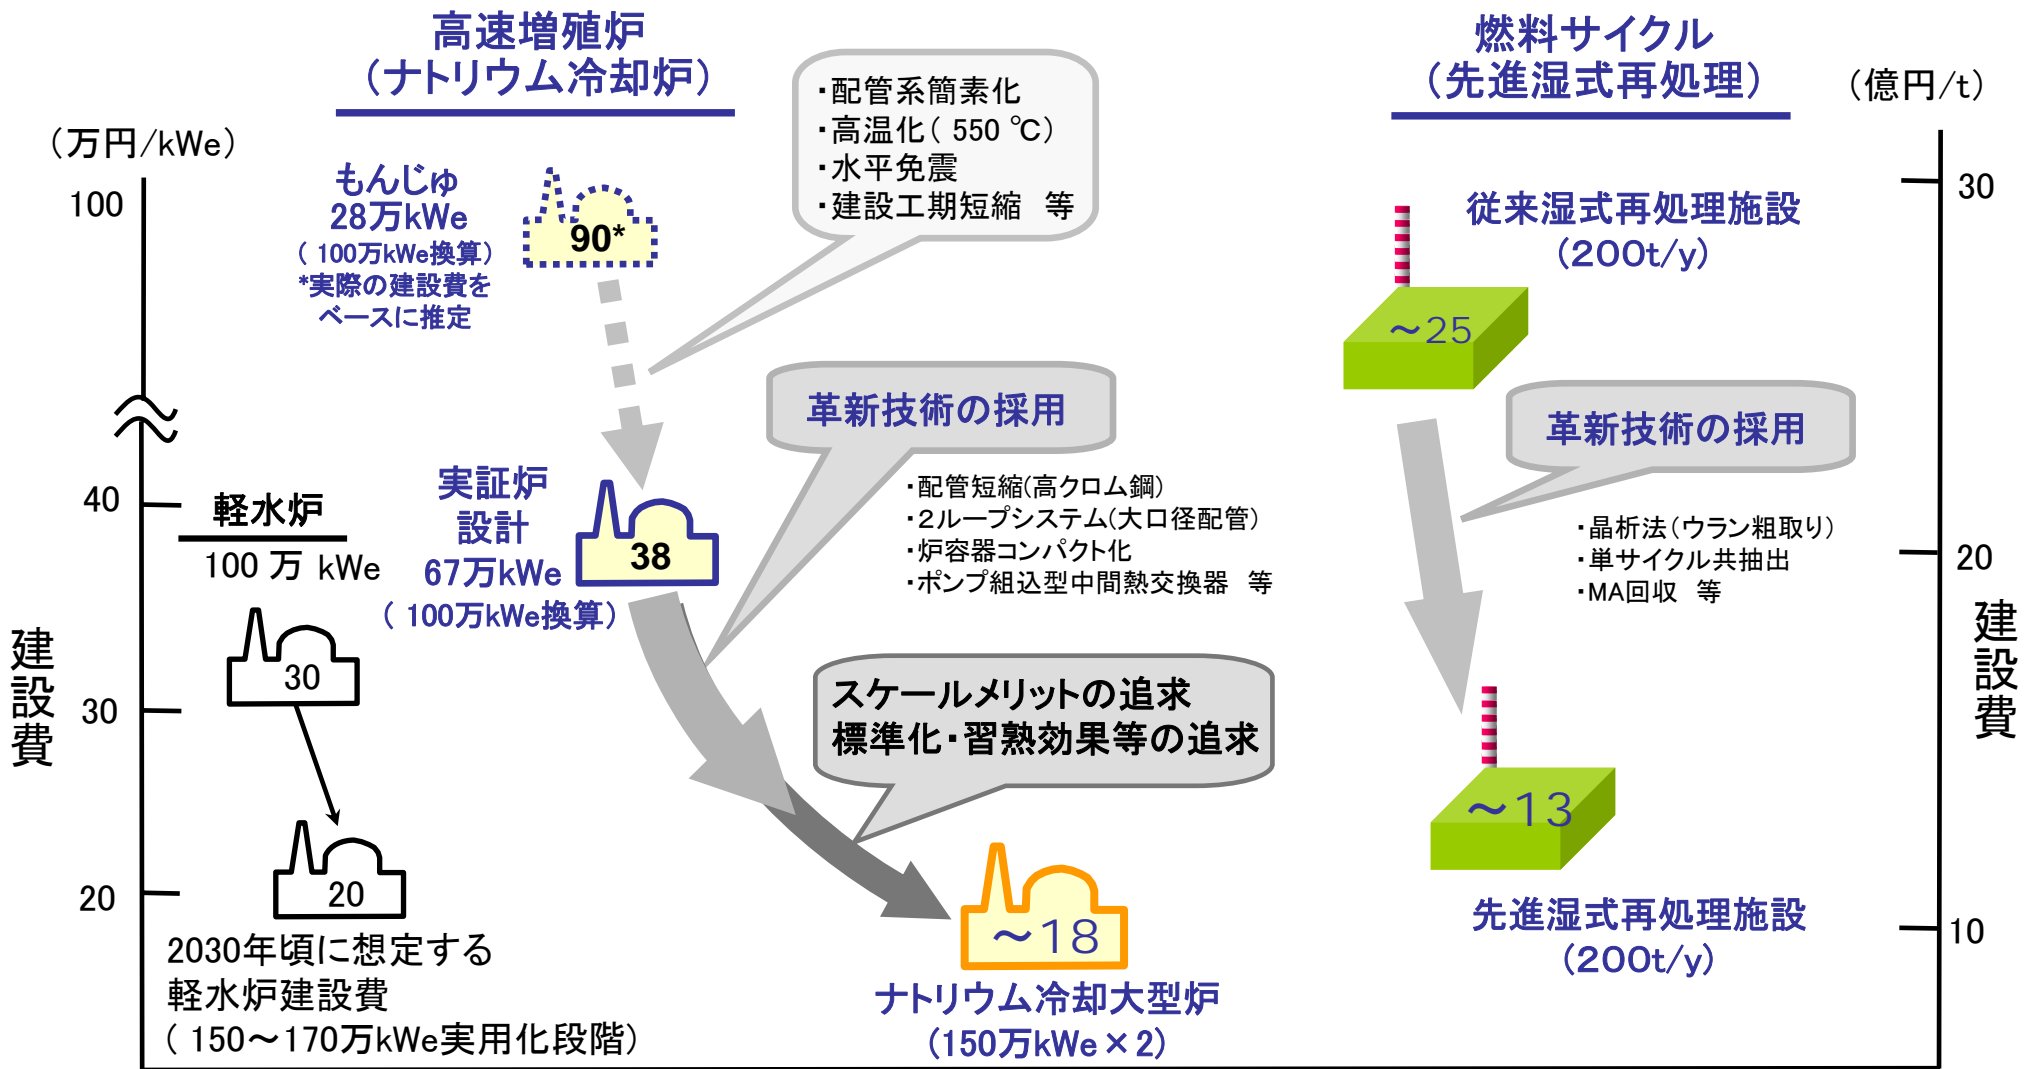 高速増殖炉
（ナトリウム冷却炉）
燃料サイクル
（先進湿式再処理）
（億円/t）
（万円/kWe）
100
40
30
20
建設費
もんじゅ
28万kWe
（ 100万kWe換算）
*実際の建設費を
ベースに推定
90*
・配管系簡素化
・高温化（ 550 ℃）
・水平免震
・建設工期短縮　等
軽水炉
100 万 kWe
30
20
2030年頃に想定する
軽水炉建設費
（ 150～170万kWe実用化段階）
実証炉
設計
67万kWe
（ 100万kWe換算）
38
革新技術の採用
・配管短縮(高クロム鋼)
・２ループシステム(大口径配管)
・炉容器コンパクト化
・ポンプ組込型中間熱交換器　等
スケールメリットの追求
標準化・習熟効果等の追求
～18
ナトリウム冷却大型炉
（150万kWe×2）
従来湿式再処理施設
（200t/y）
～25
革新技術の採用
・晶析法（ウラン粗取り）
・単サイクル共抽出
・MA回収　等
～13
先進湿式再処理施設
（200t/y）
30
20
10
建設費